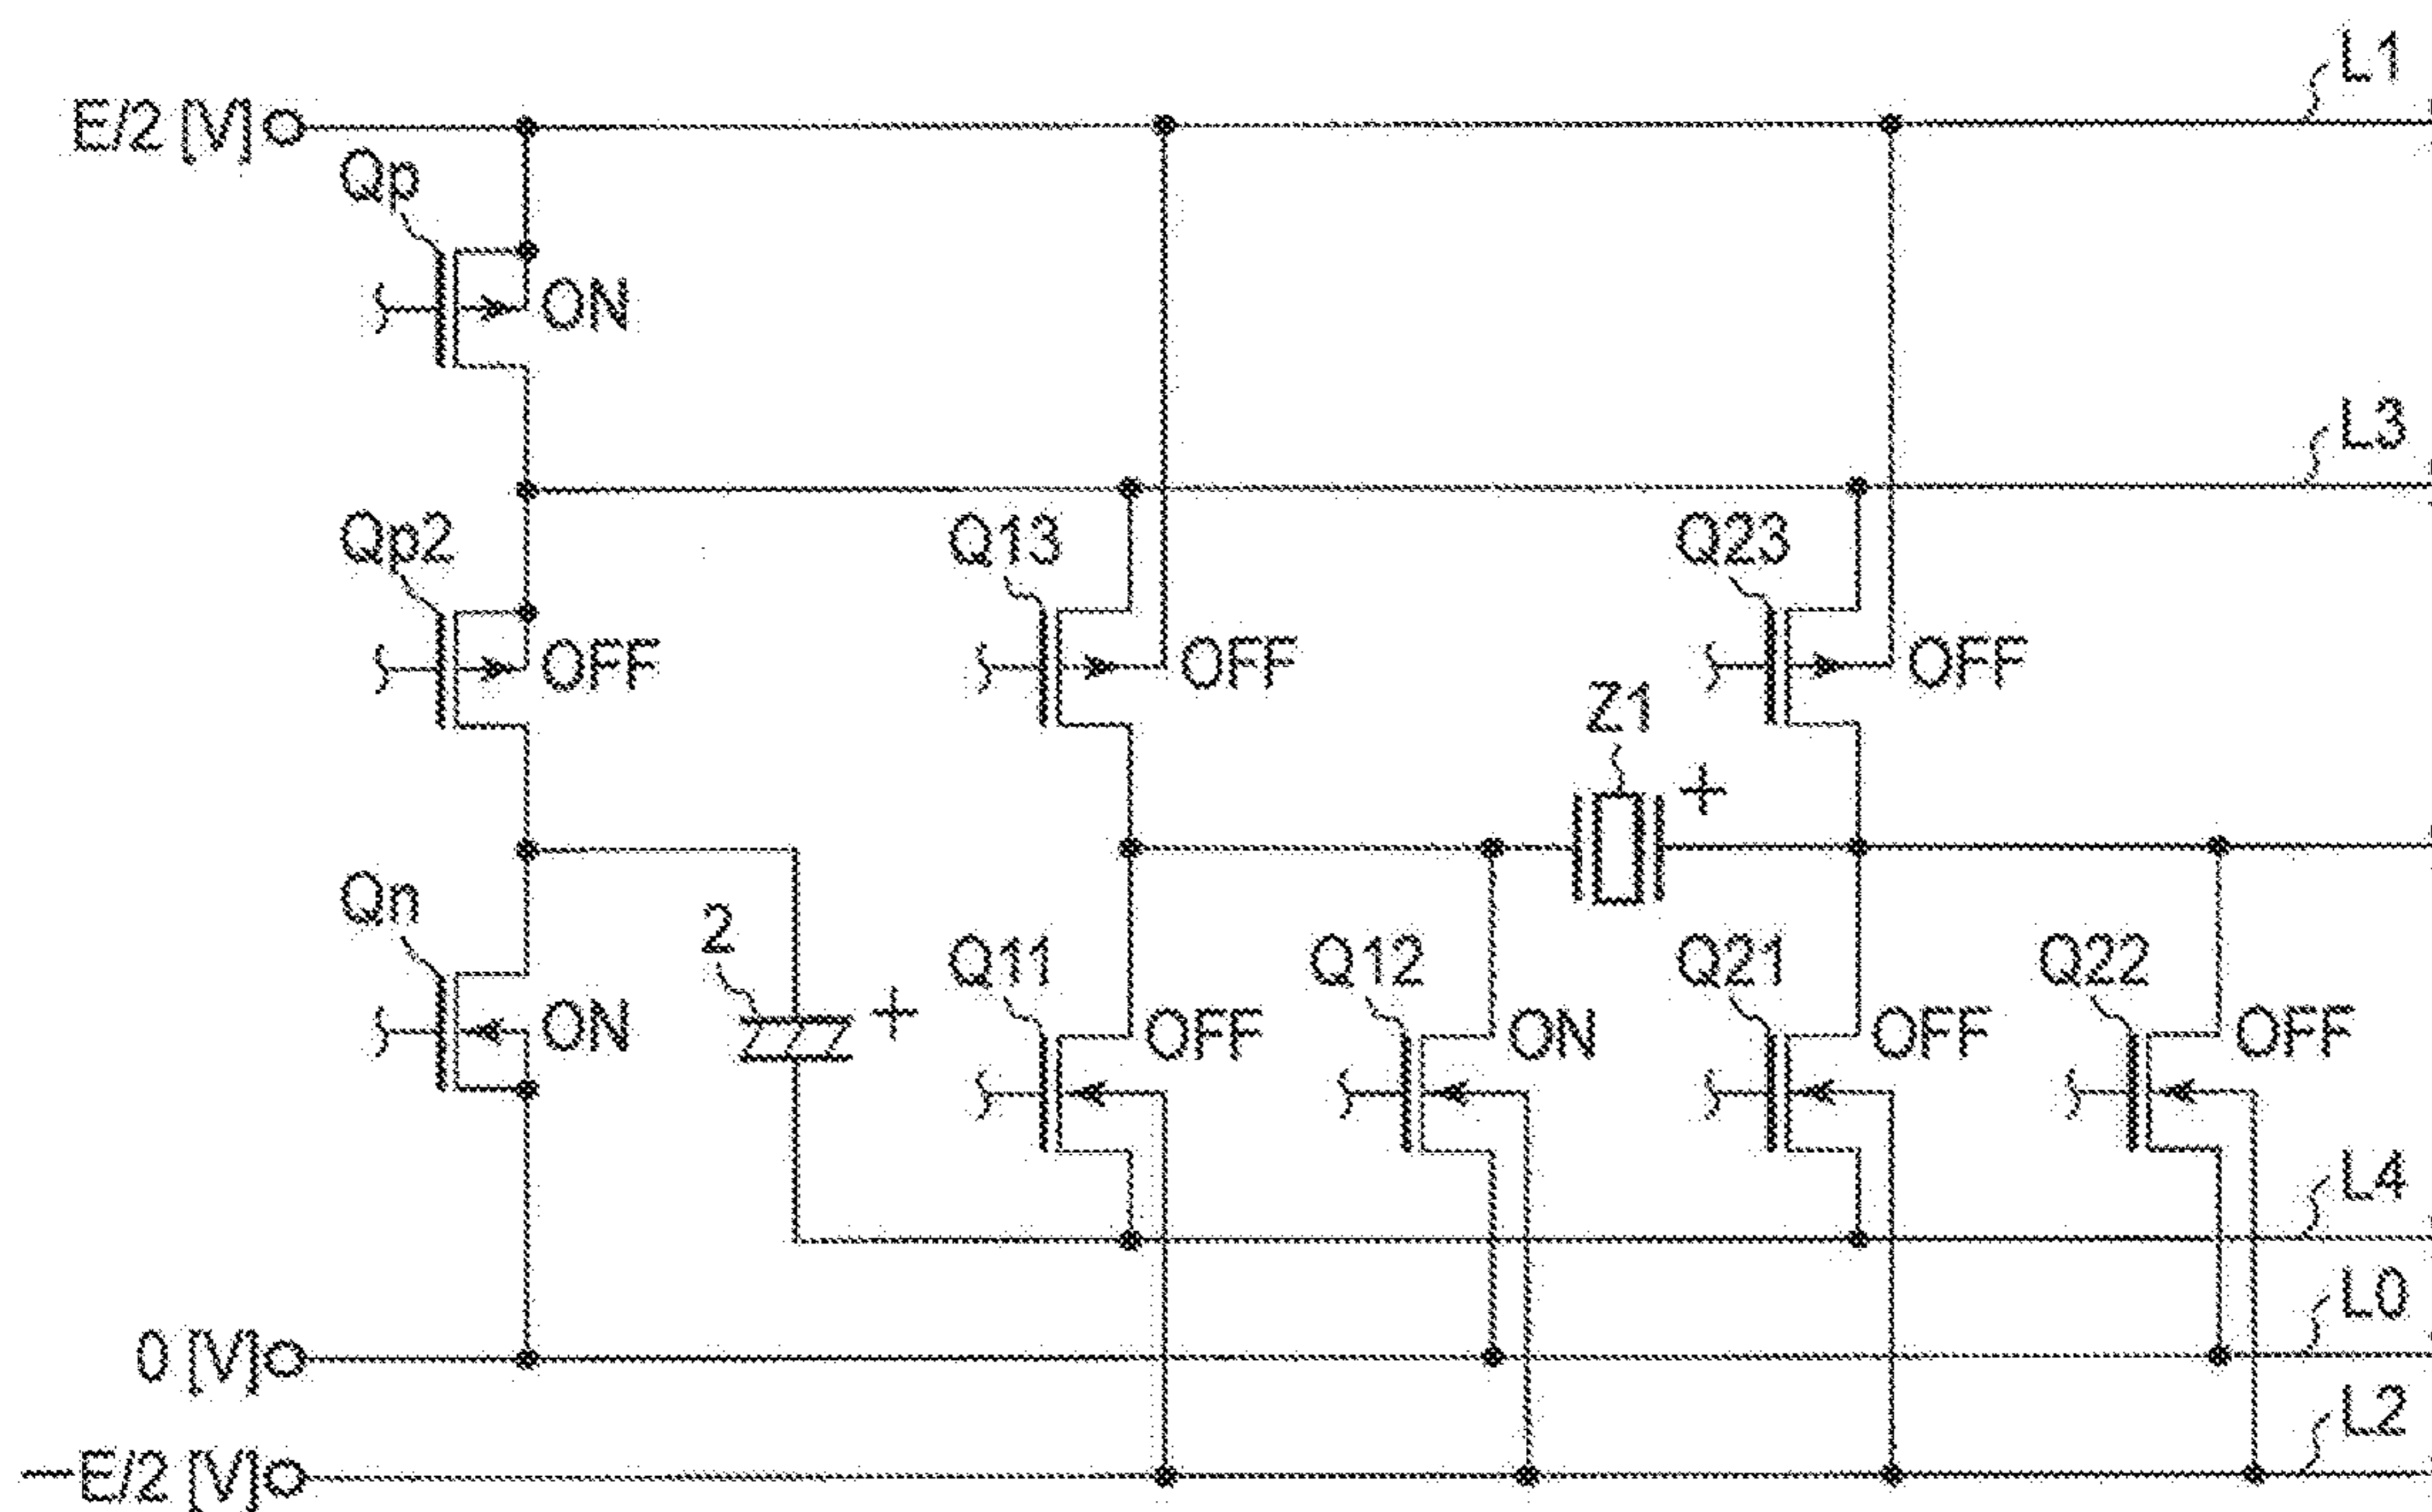 L1
E/2 [V]
Qp
ON
L3
Qp2
Q13
Q23
OFF
OFF
OFF
Z1
+
Qn
2
+
Q11
Q12
Q21
Q22
ON
OFF
ON
OFF
OFF
L4
L0
0 [V]
L2
—E/2 [V]